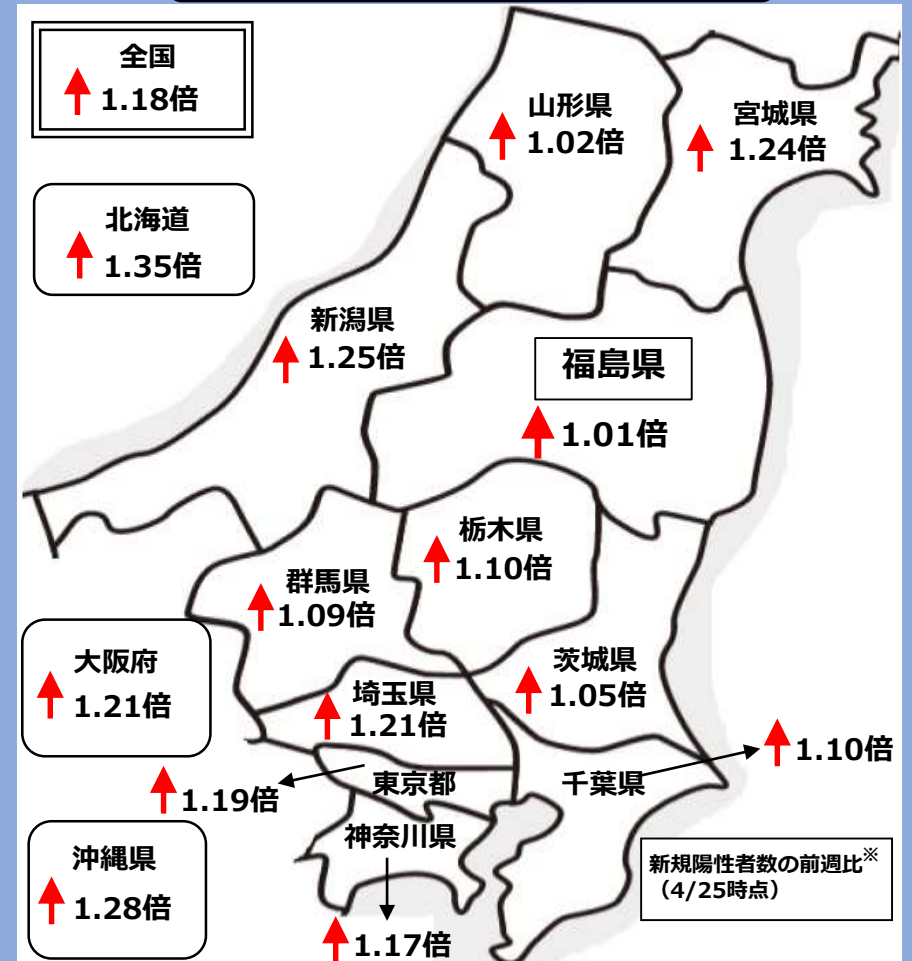 全国
1.18倍
山形県
1.02倍
宮城県
1.24倍
北海道
1.35倍
新潟県
1.25倍
福島県
1.01倍
栃木県
1.10倍
群馬県
1.09倍
大阪府
1.21倍
茨城県
1.05倍
埼玉県
1.21倍
1.10倍
東京都
千葉県
1.19倍
神奈川県
沖縄県
1.28倍
新規陽性者数の前週比※
（4/25時点）
1.17倍